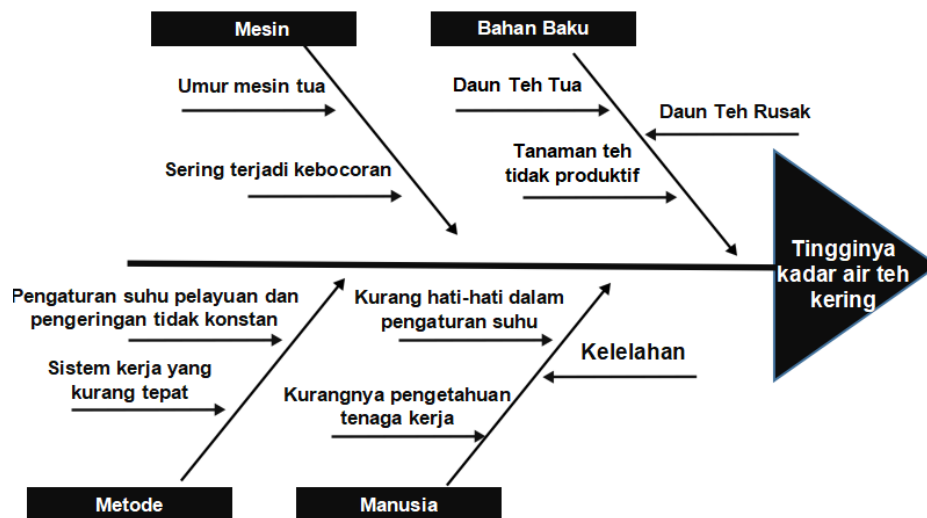 Mesin
Bahan Baku
Umur mesin tua
Daun Teh Tua
Daun Teh Rusak
Sering terjadi kebocoran
Tanaman teh
tidak produktif
Tingginya
kadar air teh
kering
Pengaturan suhu pelayuan dan
pengeringan tidak konstan
Kurang hati-hati dalam
pengaturan suhu
Sistem kerja yang
kurang tepat
Kelelahan
Kurangnya pengetahuan
tenaga kerja
Metode
Manusia